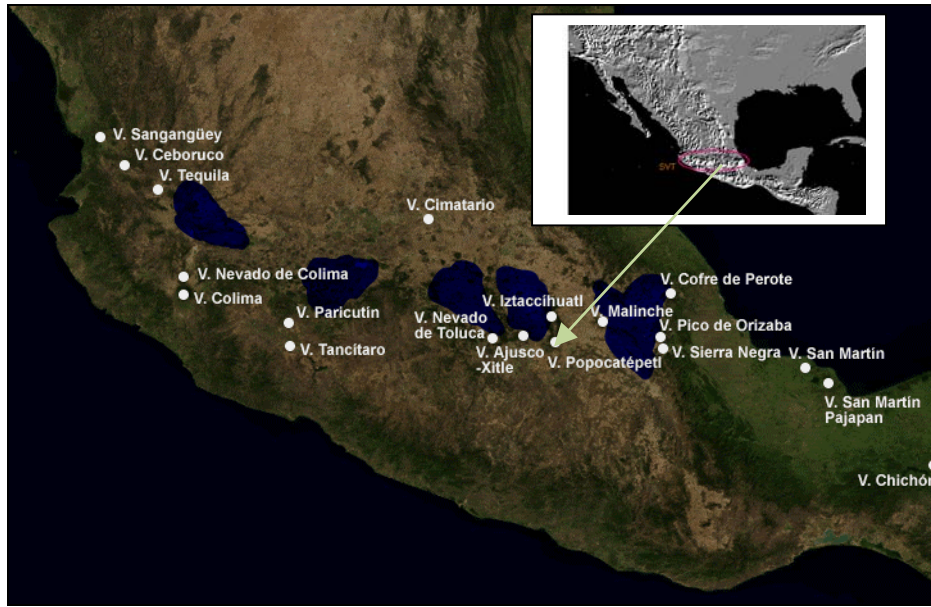 SVT
V. Sangangüey
V. Ceboruco
V. Tequila
V. Cimatario
V. Nevado de Colima
V. Colima
V. Paricutín
V. Tancítaro
V. Nevado
de Toluca
V. Iztaccihuatl
V. Ajusco
-Xitle
V. Popocatépetl
V. Malinche
V. Cofre de Perote
V. Pico de Orizaba
V. Sierra Negra
V. San Martín
V. San Martín
Pajapan
V. Chichón